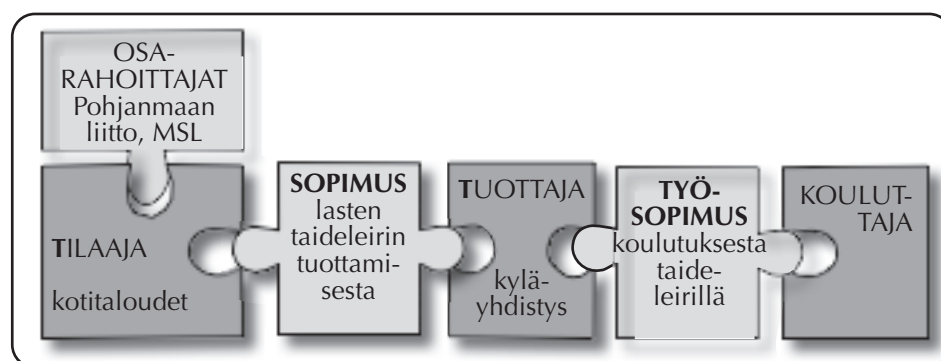 OSA-
RAHOITTAJAT
Pohjanmaan
liitto, MSL
TILAAJA
kotitaloudet
SOPIMUS
lasten
taideleirin
tuottami-
sesta
TUOTTAJA
kylä-
yhdistys
TYÖ-
SOPIMUS
koulutuksesta
taide-
leirillä
KOULUT-
TAJA